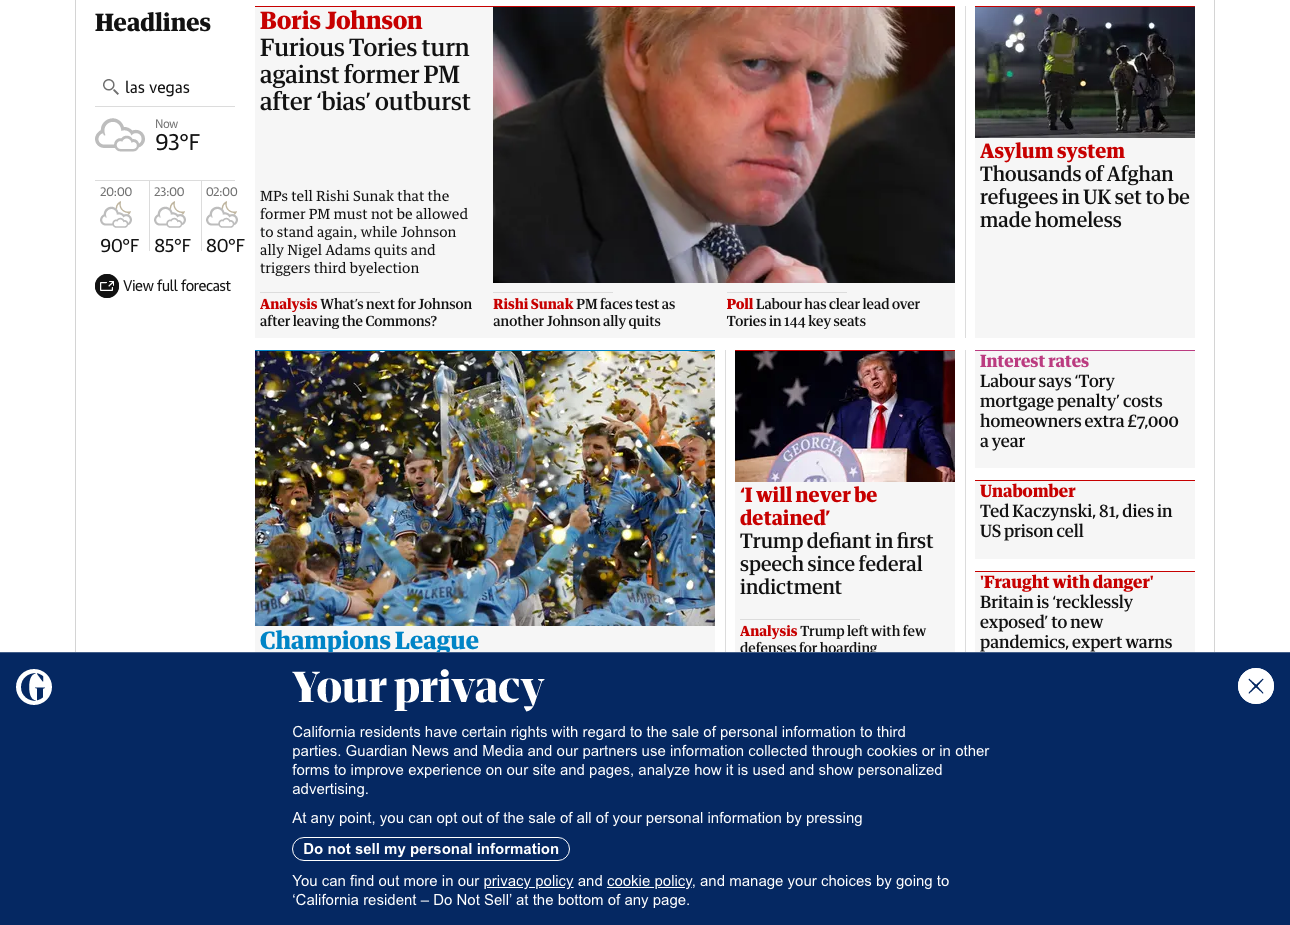 Headlines
las vegas
Now
93°F
20:00
23:00
02:00
90°F
85°F
80°F
View full forecast
Boris Johnson
Furious Tories turn
against former PM
after ‘bias’ outburst
MPs tell Rishi Sunak that the
former PM must not be allowed
to stand again, while Johnson
ally Nigel Adams quits and
triggers third byelection
Analysis What’s next for Johnson
after leaving the Commons?
Rishi Sunak PM faces test as
another Johnson ally quits
Poll Labour has clear lead over
Tories in 144 key seats
Asylum system
Thousands of Afghan
refugees in UK set to be
made homeless
WALKER
MAHREZ
Champions League
GEORGIA
‘I will never be
detained’
Trump defiant in first
speech since federal
indictment
Analysis Trump left with few
defenses for hoarding
Interest rates
Labour says ‘Tory
mortgage penalty’ costs
homeowners extra £7,000
a year
Unabomber
Ted Kaczynski, 81, dies in
US prison cell
'Fraught with danger'
Britain is ‘recklessly
exposed’ to new
pandemics, expert warns
Your privacy
California residents have certain rights with regard to the sale of personal information to third
parties. Guardian News and Media and our partners use information collected through cookies or in other
forms to improve experience on our site and pages, analyze how it is used and show personalized
advertising.
At any point, you can opt out of the sale of all of your personal information by pressing
Do not sell my personal information
You can find out more in our privacy policy and cookie policy, and manage your choices by going to
‘California resident – Do Not Sell’ at the bottom of any page.